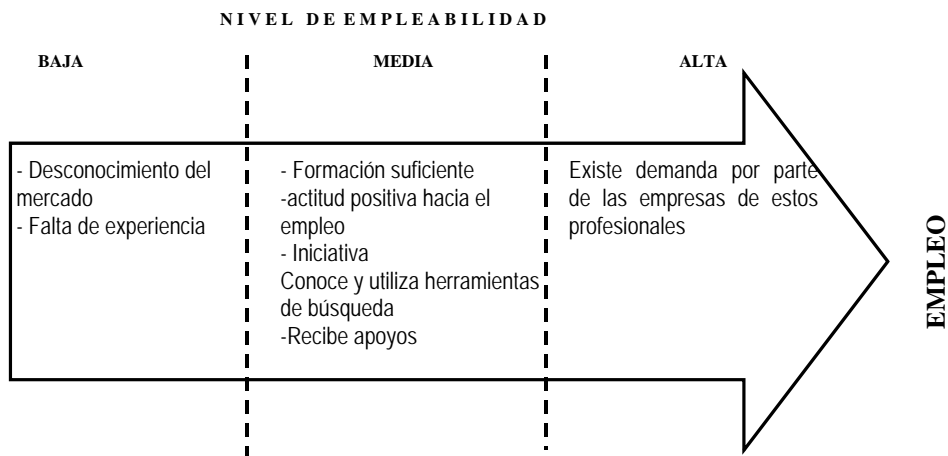 NIVEL DE EMPLEABILIDAD
BAJA
MEDIA
ALTA
- Desconocimiento del
mercado
- Falta de experiencia
- Formación suficiente
-actitud positiva hacia el
empleo
- Iniciativa
Conoce y utiliza herramientas
de búsqueda
-Recibe apoyos
Existe demanda por parte
de las empresas de estos
profesionales
EMPLEO